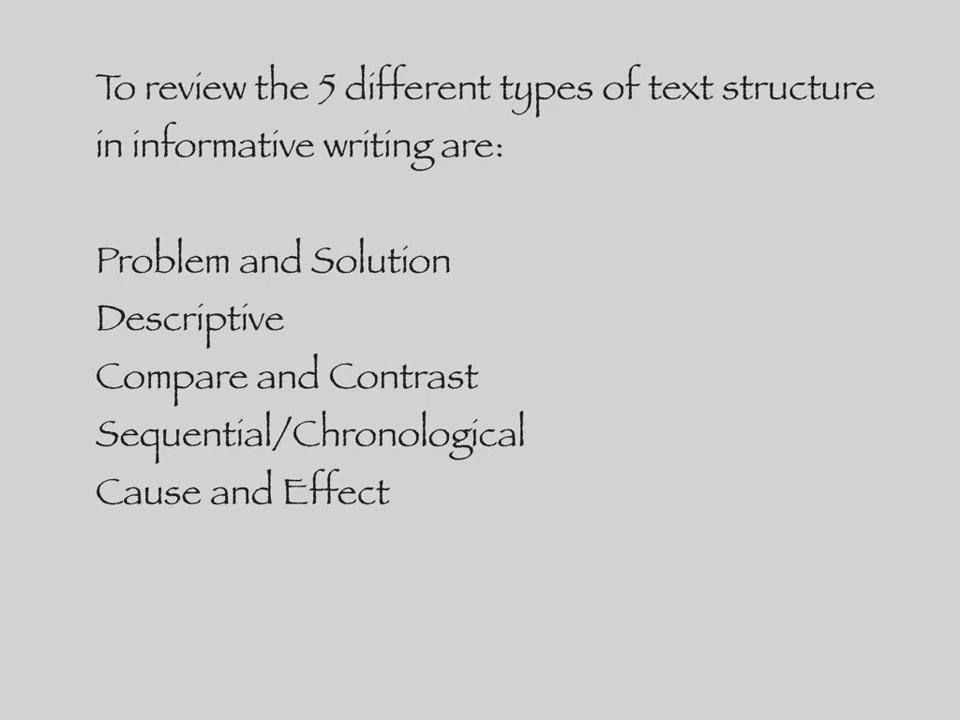 To review the 5 different types of text structure
in informative writing are:
Problem and Solution
Descriptive
Compare and Contrast
Sequential/Chronological
Cause and Effect